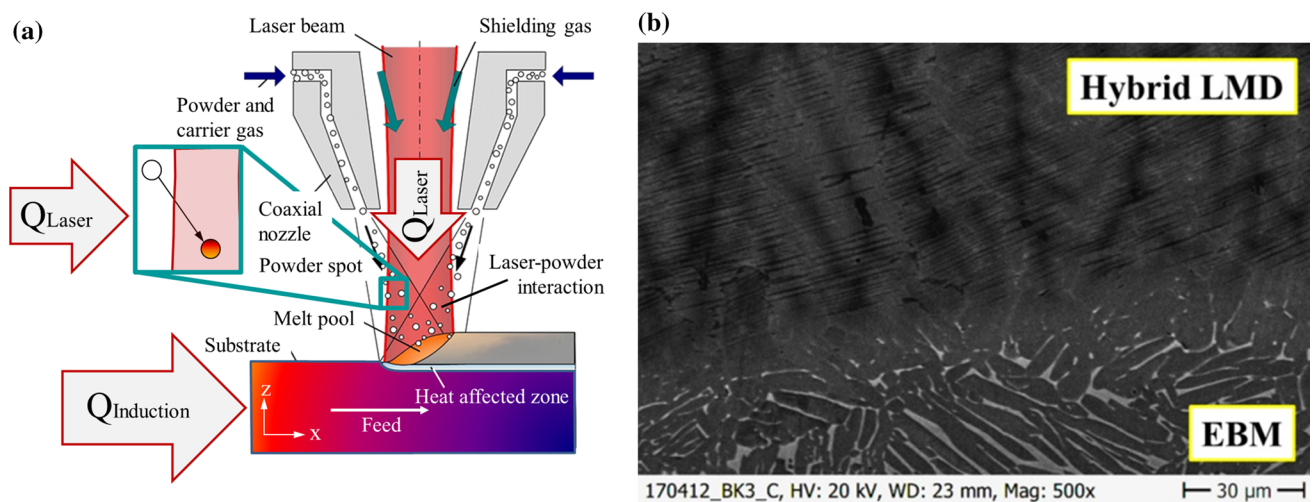 (a)
Laser beam
Shielding gas
Powder and
carrier gas
QLaser
Coaxial
nozzle
QLaser
Powder spot
Laser-powder
interaction
Melt pool
Substrate
Heat affected zone
QInduction
z
x
Feed
(b)
Hybrid LMD
EBM
170412_BK3_C, HV: 20 kV, WD: 23 mm, Mag: 500x
30 µm